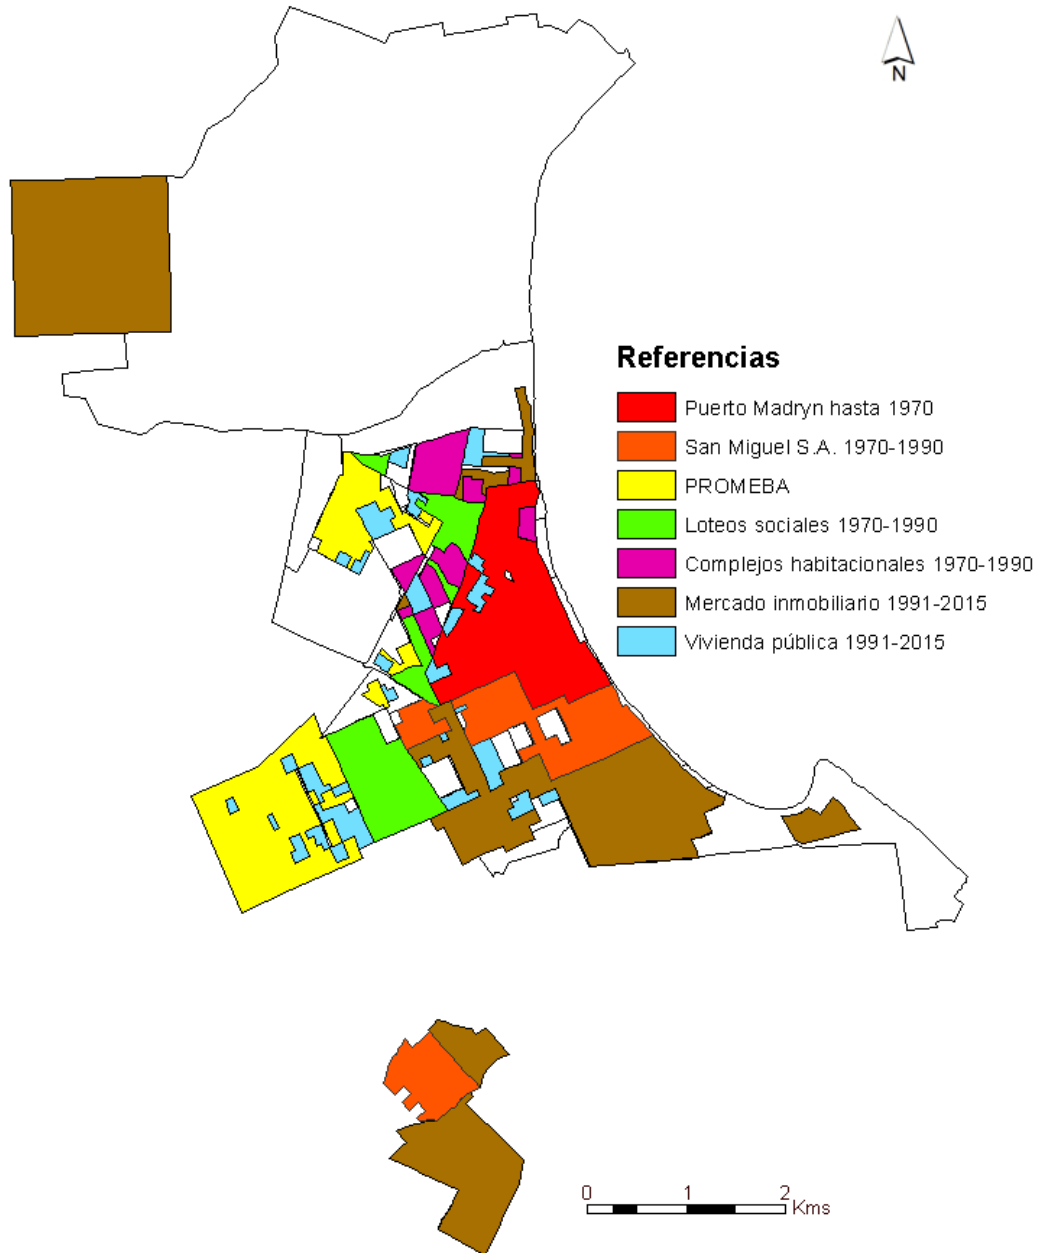 N
Referencias
Puerto Madryn hasta 1970
San Miguel S.A. 1970-1990
PROMEBA
Loteos sociales 1970-1990
Complejos habitacionales 1970-1990
Mercado inmobiliario 1991-2015
Vivienda pública 1991-2015
0 1 2
Kms